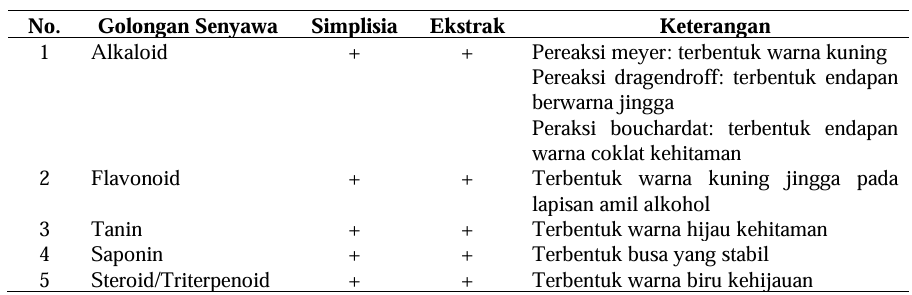 No. Golongan Senyawa Simplisia Ekstrak Keterangan
1 Alkaloid + + Pereaksi meyer: terbentuk warna kuning
Pereaksi dragendroff: terbentuk endapan
berwarna jingga
Peraksi bouchardat: terbentuk endapan
warna coklat kehitaman
2 Flavonoid + + Terbentuk warna kuning jingga pada
lapisan amil alkohol
3 Tanin + + Terbentuk warna hijau kehitaman
4 Saponin + + Terbentuk busa yang stabil
5 Steroid/Triterpenoid + + Terbentuk warna biru kehijauan